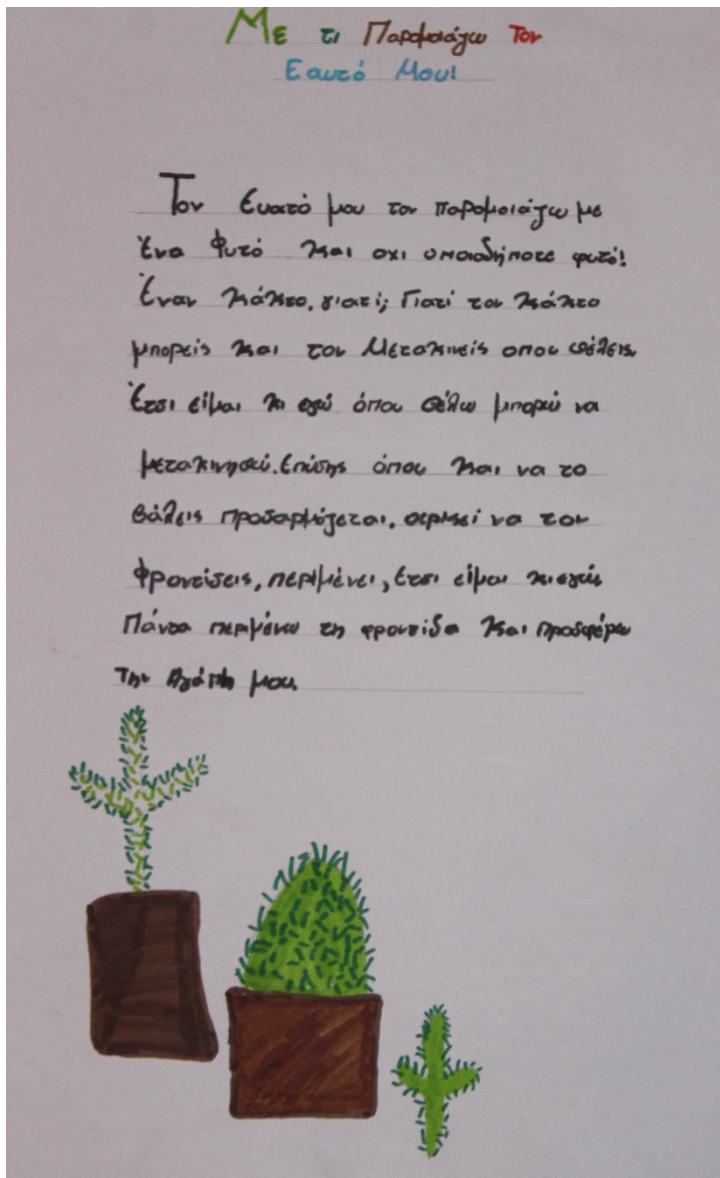 Με τι Παρομοιάγω Τον
Εαυτό Μου!
Τον Ευατό μου τον παρομοιάγω με
Ένα Φυτό και οχι οποιοδήποτε φυτό!
Έναν Κάκτο, γιατί; Γιατί τον Κάκτο
μπορείς και τον Μετακινείς οπου θέλεις.
Έτσι είμαι κι εγώ όπου θέλω μπορώ να
μετακινηθώ. Επίσης όπου και να το
Βάλεις προσαρμόζεται, αρκεί να τον
Φροντίσεις, περιμένει, έτσι είμαι κι εγώ
Πάντα περιμένω τη φροντίδα και προσφέρω
Την Αγάπη μου.